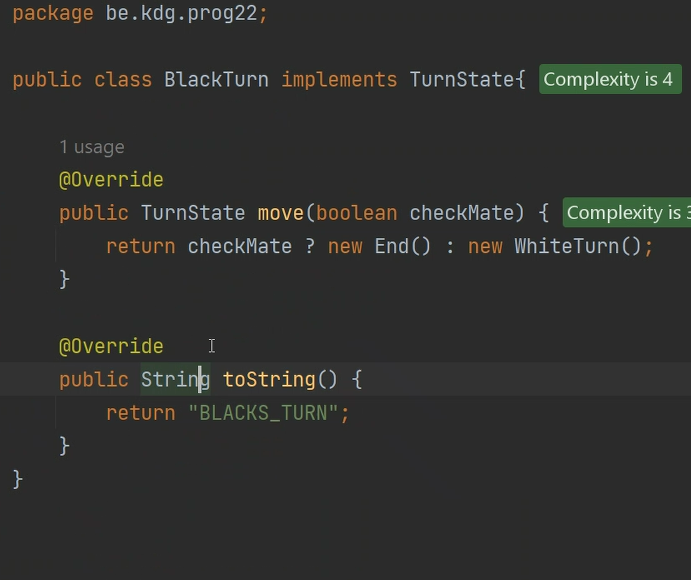 package be.kdg.prog22;
public class BlackTurn implements TurnState{ Complexity is 4
1 usage
@Override
public TurnState move(boolean checkMate) { Complexity is 3
return checkMate ? new End() : new WhiteTurn();
}
@Override
public String toString() {
return "BLACKS_TURN";
}
}